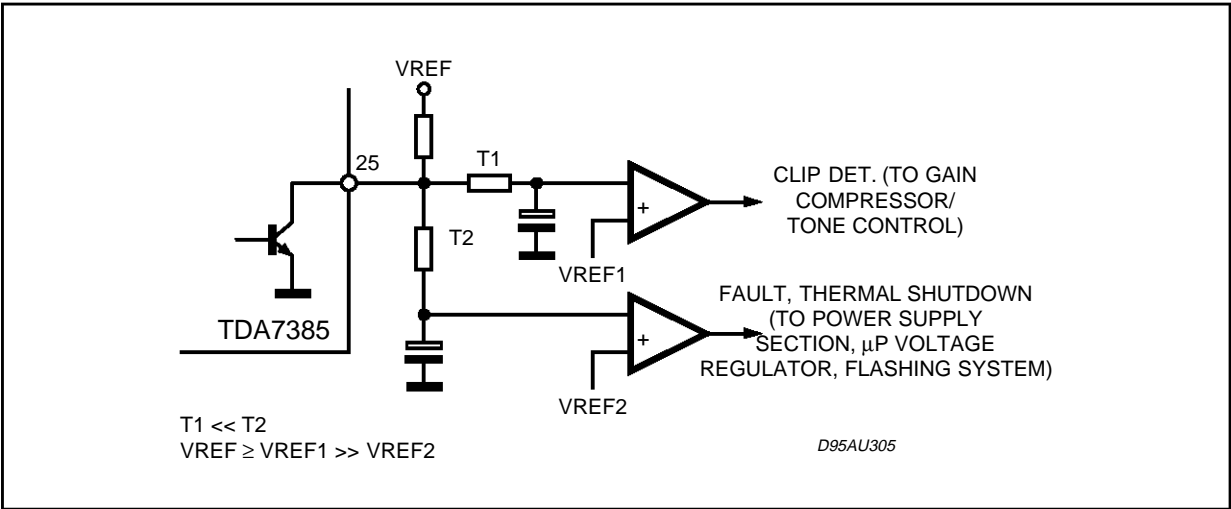 VREF
25
T1
CLIP DET. (TO GAIN
COMPRESSOR/
TONE CONTROL)
+
VREF1
T2
FAULT, THERMAL SHUTDOWN
(TO POWER SUPPLY
SECTION, µP VOLTAGE
REGULATOR, FLASHING SYSTEM)
+
VREF2
TDA7385
T1 << T2
VREF ≥ VREF1 >> VREF2
D95AU305